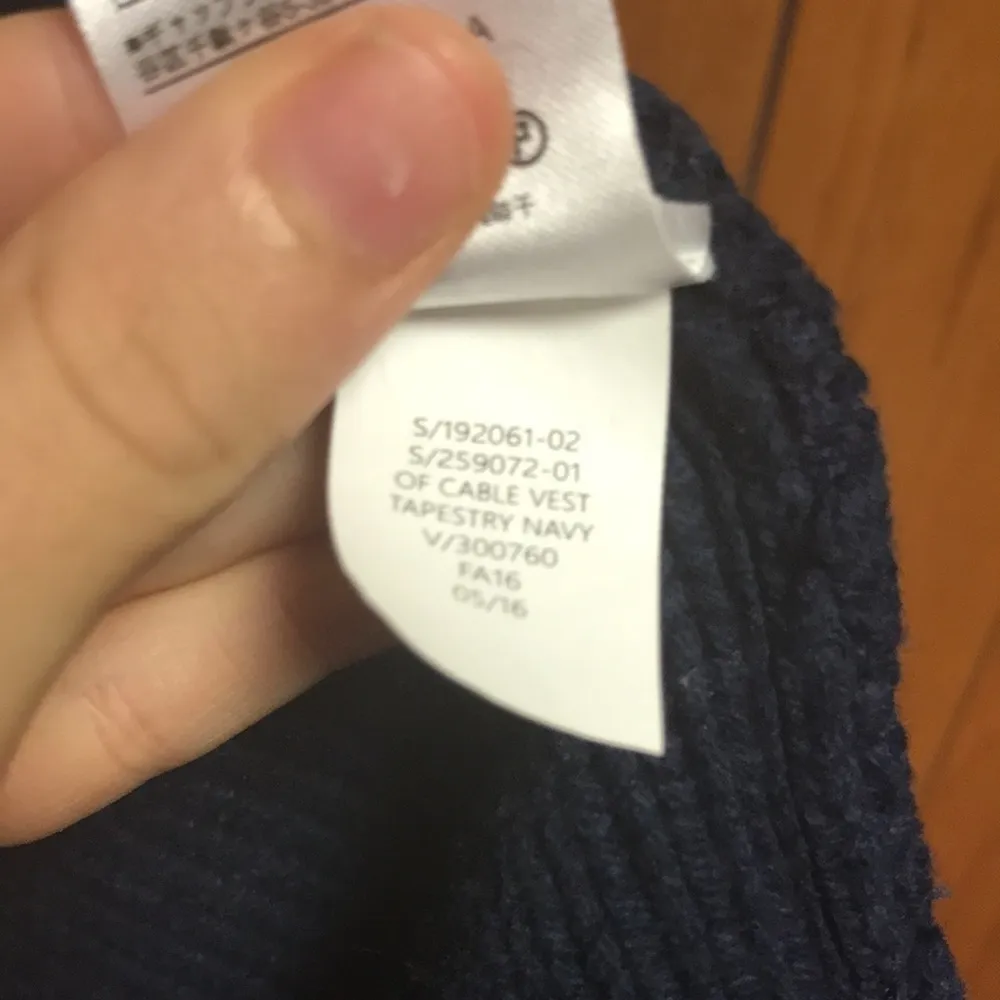 A
P
S/192061-02
S/259072-01
OF CABLE VEST
TAPESTRY NAVY
V/300760
FA16
05/16